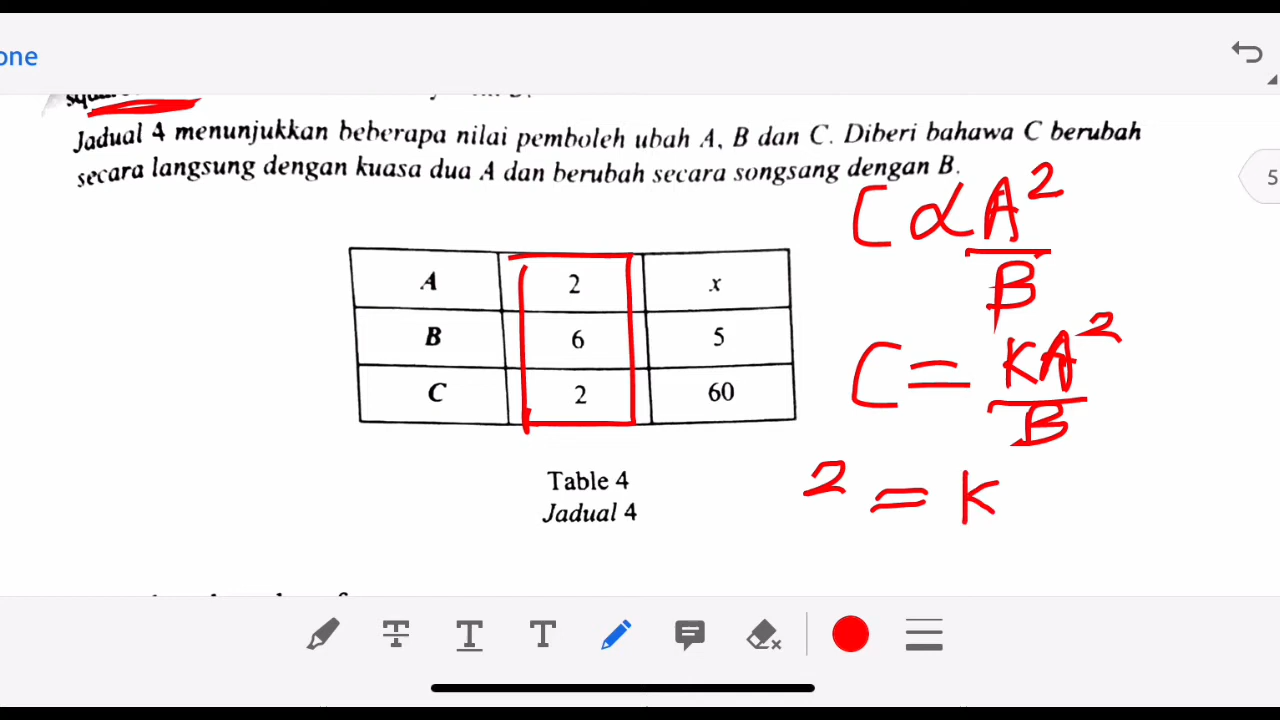 one
Jadual 4 menunjukkan beberapa nilai pemboleh ubah A, B dan C. Diberi bahawa C berubah
secara langsung dengan kuasa dua A dan berubah secara songsang dengan B.
C ∝ A²
B
A 2 x
B 6 5
C 2 60
C = KA²
B
Table 4
Jadual 4
2 = K
T T T
5